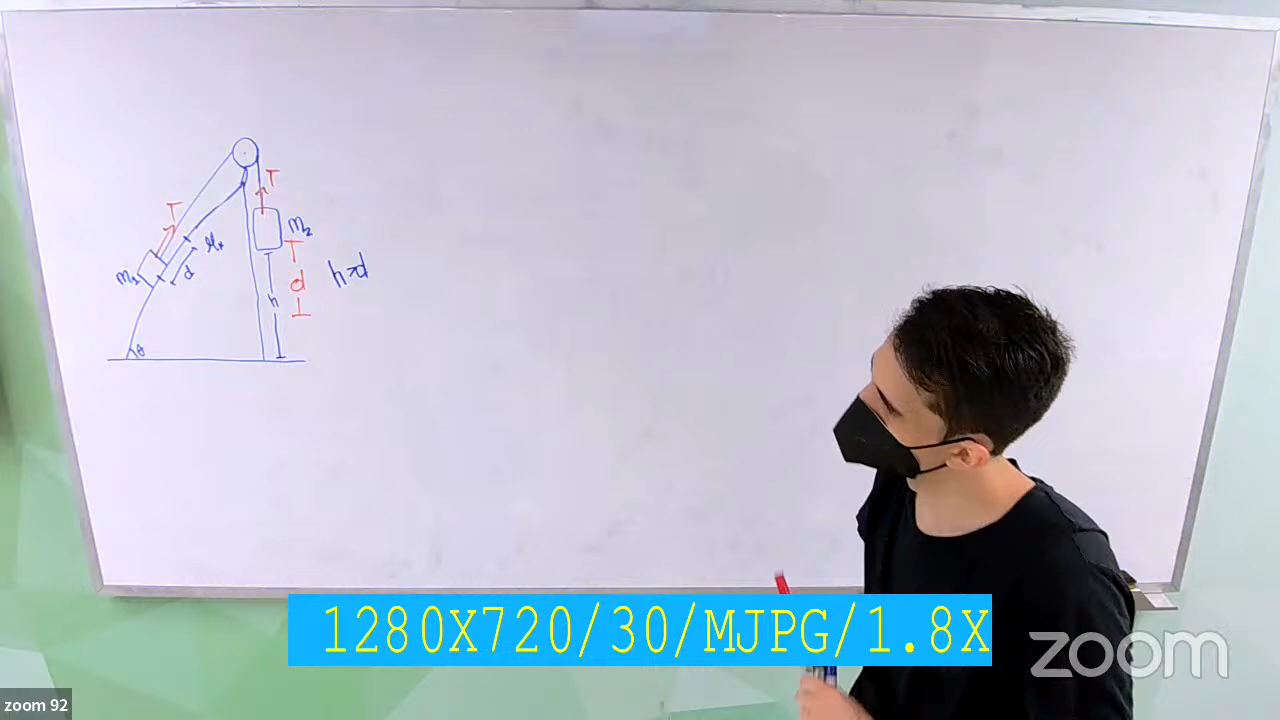 T
T
m₂
μₖ
T
m₁
d
d
h>d
h
⊥
θ
1280X720/30/MJPG/1.8X
zoom
zoom 92